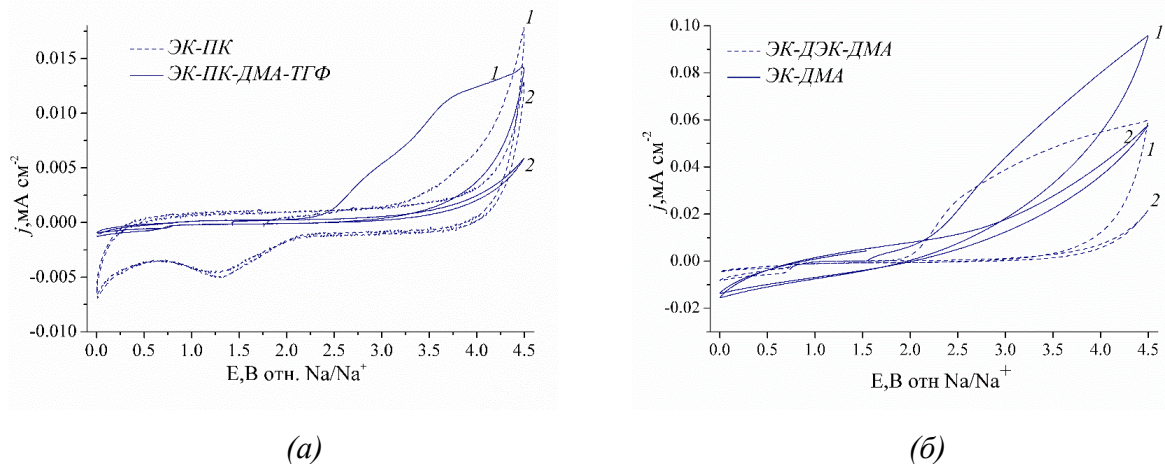 1
0.015
ЭК-ПК
ЭК-ПК-ДМА-ТГФ
1
2
0.010
0.005
2
0.000
-0.005
-0.010
j,мА см-2
0.0 0.5 1.0 1.5 2.0 2.5 3.0 3.5 4.0 4.5
E,В отн. Na/Na+
(а)
0.10
1
ЭК-ДЭК-ДМА
ЭК-ДМА
0.08
0.06
2
1
0.04
0.02
2
0.00
-0.02
j,мА см-2
0.0 0.5 1.0 1.5 2.0 2.5 3.0 3.5 4.0 4.5
E,В отн Na/Na+
(б)